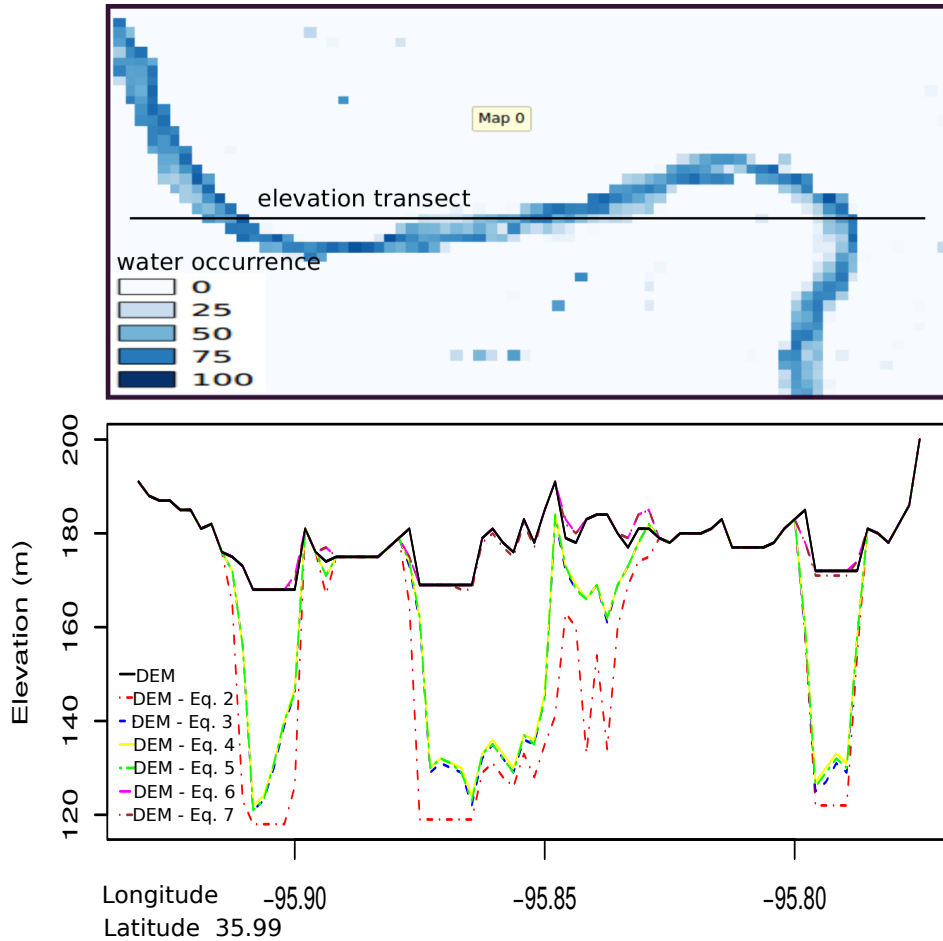 Map 0
elevation transect
water occurrence
0
25
50
75
100
Elevation (m)
200
180
160
140
120
DEM
DEM - Eq. 2
DEM - Eq. 3
DEM - Eq. 4
DEM - Eq. 5
DEM - Eq. 6
DEM - Eq. 7
−95.90 −95.85 −95.80
Longitude
Latitude 35.99